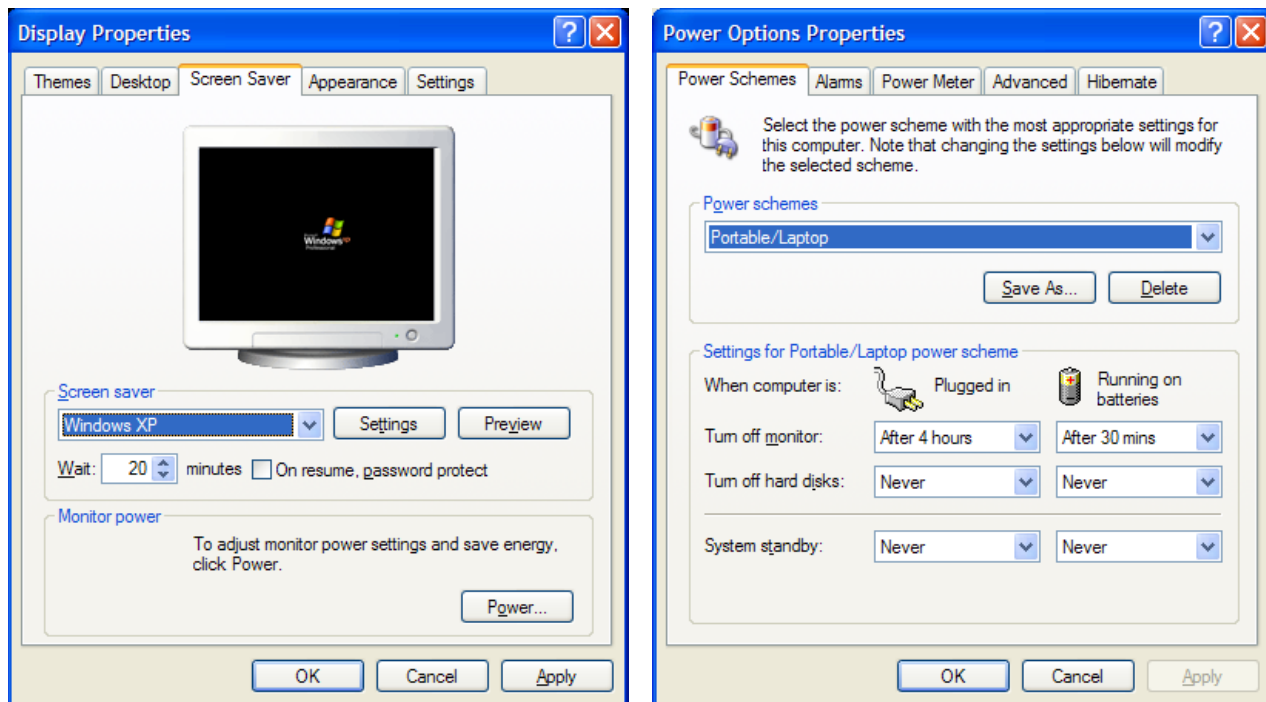 Display Properties
Themes Desktop Screen Saver Appearance Settings
Windows xp
Screen saver
Windows XP Settings Preview
Wait: 20 minutes On resume, password protect
Monitor power
To adjust monitor power settings and save energy,
click Power.
Power...
OK Cancel Apply
Power Options Properties
Power Schemes Alarms Power Meter Advanced Hibernate
Select the power scheme with the most appropriate settings for
this computer. Note that changing the settings below will modify
the selected scheme.
Power schemes
Portable/Laptop
Save As... Delete
Settings for Portable/Laptop power scheme
When computer is: Plugged in Running on
batteries
Turn off monitor: After 4 hours After 30 mins
Turn off hard disks: Never Never
System standby: Never Never
OK Cancel Apply